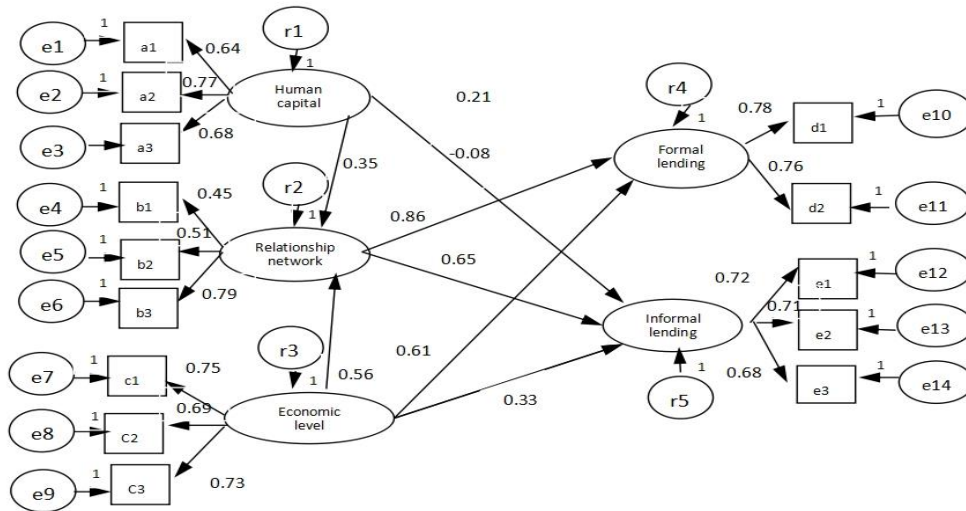 e1
1
a1
0.64
e2
1
a2
0.77
e3
a3
0.68
r1
1
Human
capital
0.35
e4
1
b1
0.45
e5
1
b2
0.51
e6
1
b3
0.79
r2
1
Relationship
network
e7
1
c1
0.75
e8
1
C2
0.69
e9
1
C3
0.73
r3
1
Economic
level
0.56
0.21
-0.08
0.86
0.65
0.61
0.33
r4
1
Formal
lending
0.78
d1
1
e10
0.76
d2
1
e11
Informal
lending
1
r5
0.72
e1
1
e12
0.71
e2
1
e13
0.68
e3
1
e14